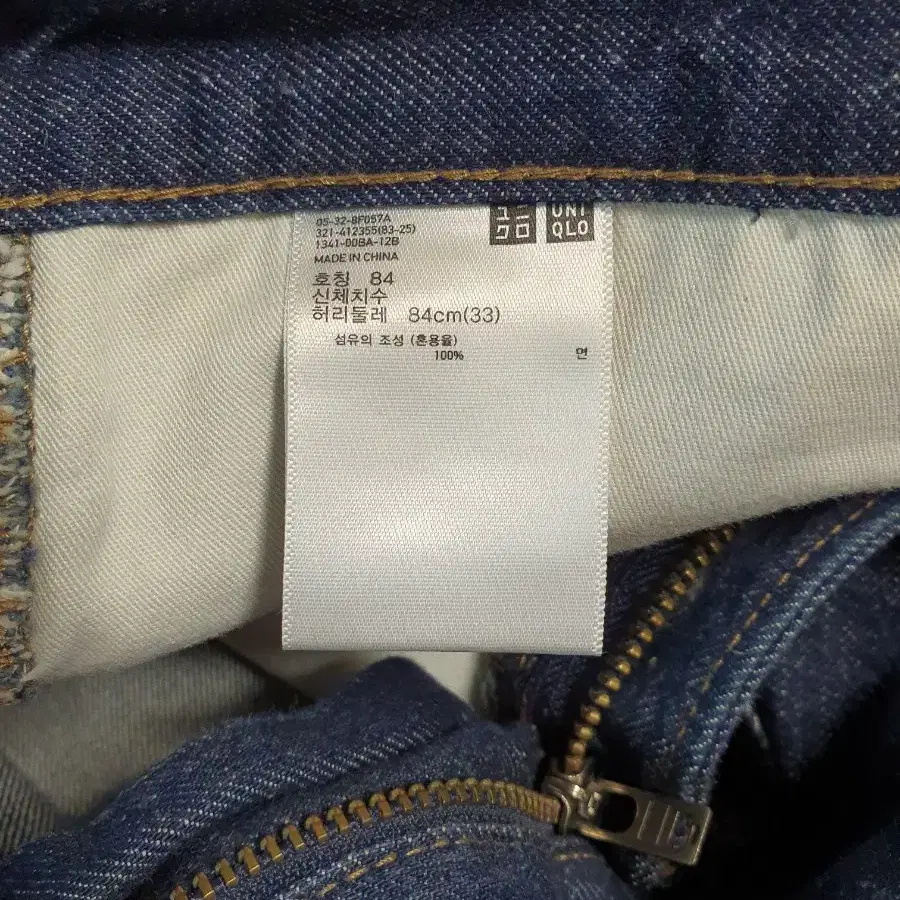 05-32-8F057A
321-412355(83-25)
1341-00BA-12B
MADE IN CHINA
ユニ
クロ
UNI
QLO
호칭 84
신체치수
허리둘레 84cm(33)
섬유의 조성 (혼용율)
100% 면